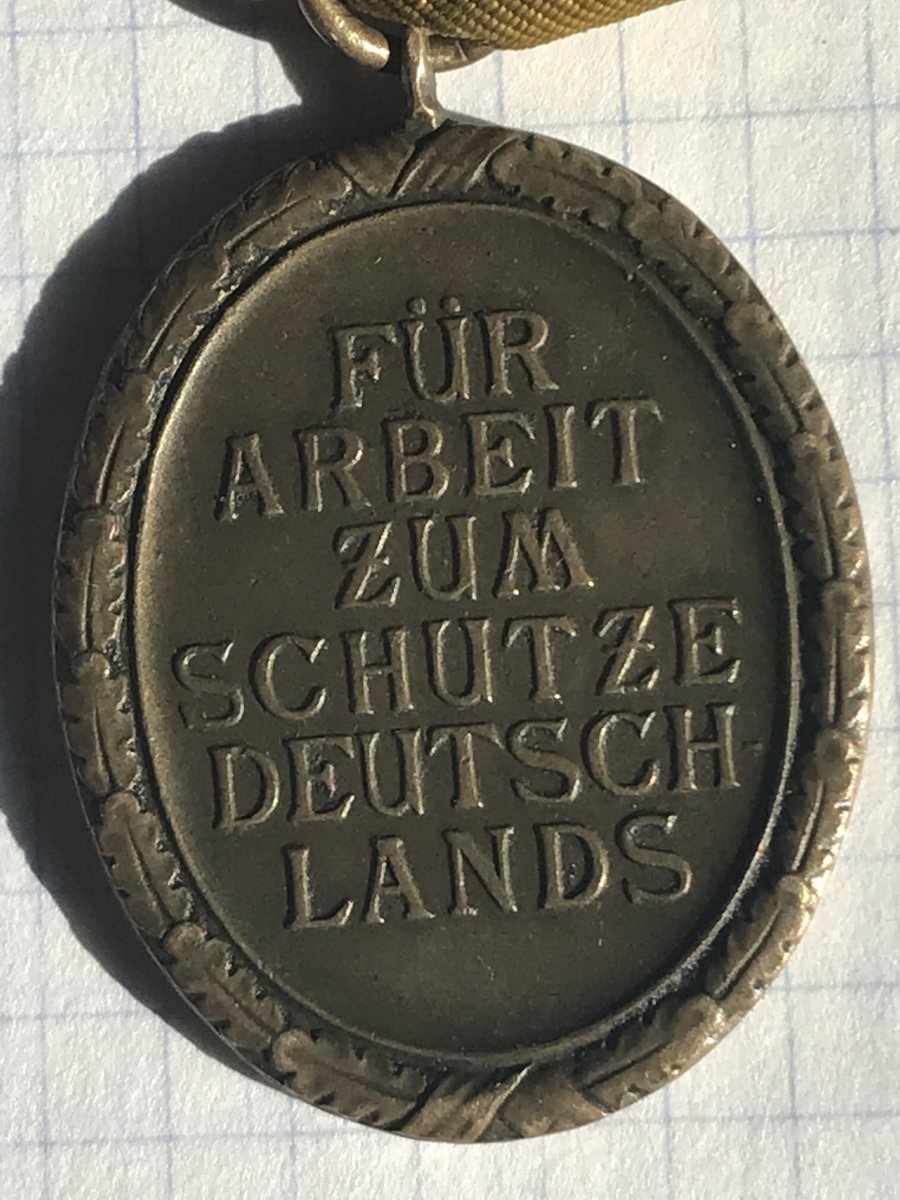 FÜR
ARBEIT
ZUM
SCHUTZE
DEUTSCH-
LANDS